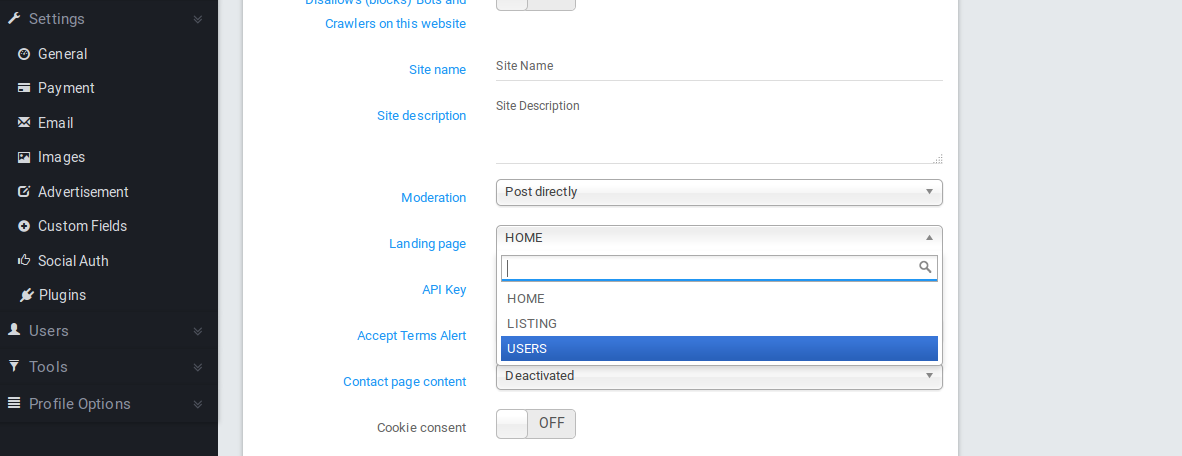 Settings
General
Payment
Email
Images
Advertisement
Custom Fields
Social Auth
Plugins
Users
Tools
Profile Options
Disallows (blocks) Bots and
Crawlers on this website
Site name
Site Name
Site description
Site Description
Moderation
Post directly
Landing page
HOME
HOME
LISTING
USERS
API Key
Accept Terms Alert
Contact page content
Deactivated
Cookie consent
OFF